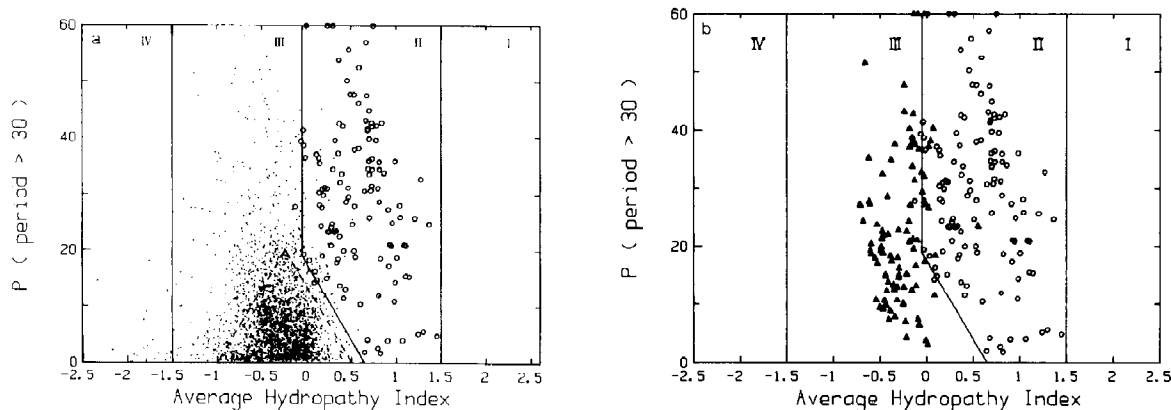 a
IV
III
II
I
60
40
20
0
P ( period > 30 )
-2.5 -2 -1.5 -1 -0.5 0 0.5 1 1.5 2 2.5
Average Hydropathy Index
b
IV
III
II
I
60
40
20
0
P ( period > 30 )
-2.5 -2 -1.5 -1 -0.5 0 0.5 1 1.5 2 2.5
Average Hydropathy Index